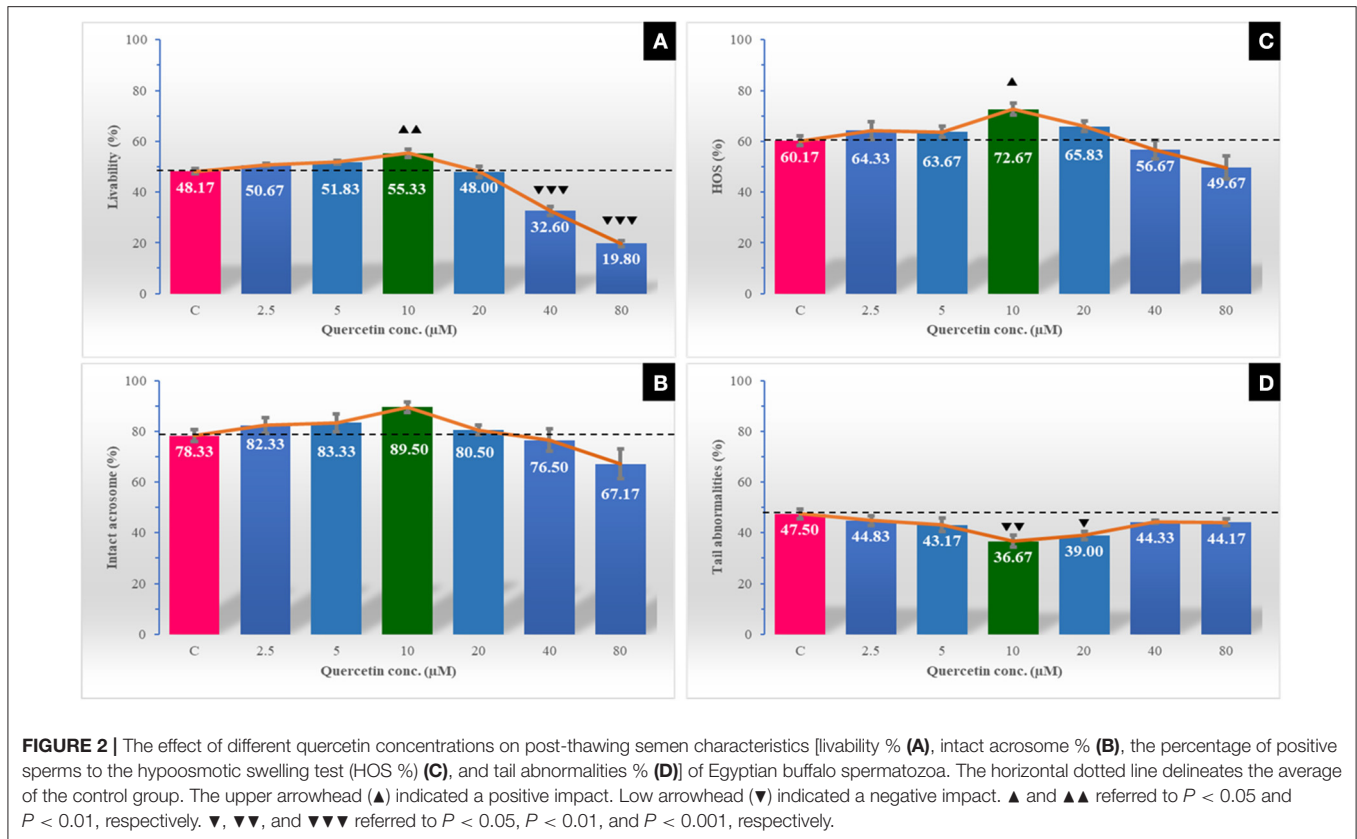 A
Livability (%)
100
80
60
40
20
0
▲▲
▼▼▼
▼▼▼
48.17 50.67 51.83 55.33 48.00 32.60 19.80
C 2.5 5 10 20 40 80
Quercetin conc. (µM)
C
HOS (%)
100
80
60
40
20
0
▲
60.17 64.33 63.67 72.67 65.83 56.67 49.67
C 2.5 5 10 20 40 80
Quercetin conc. (µM)
B
Intact acrosome (%)
100
80
60
40
20
0
78.33 82.33 83.33 89.50 80.50 76.50 67.17
C 2.5 5 10 20 40 80
Quercetin conc. (µM)
D
Tail abnormalities (%)
100
80
60
40
20
0
▼▼ ▼
47.50 44.83 43.17 36.67 39.00 44.33 44.17
C 2.5 5 10 20 40 80
Quercetin conc. (µM)
FIGURE 2 | The effect of different quercetin concentrations on post-thawing semen characteristics [livability % (A), intact acrosome % (B), the percentage of positive
sperms to the hypoosmotic swelling test (HOS %) (C), and tail abnormalities % (D)] of Egyptian buffalo spermatozoa. The horizontal dotted line delineates the average
of the control group. The upper arrowhead (▲) indicated a positive impact. Low arrowhead (▼) indicated a negative impact. ▲ and ▲▲ referred to P < 0.05 and
P < 0.01, respectively. ▼, ▼▼, and ▼▼▼ referred to P < 0.05, P < 0.01, and P < 0.001, respectively.